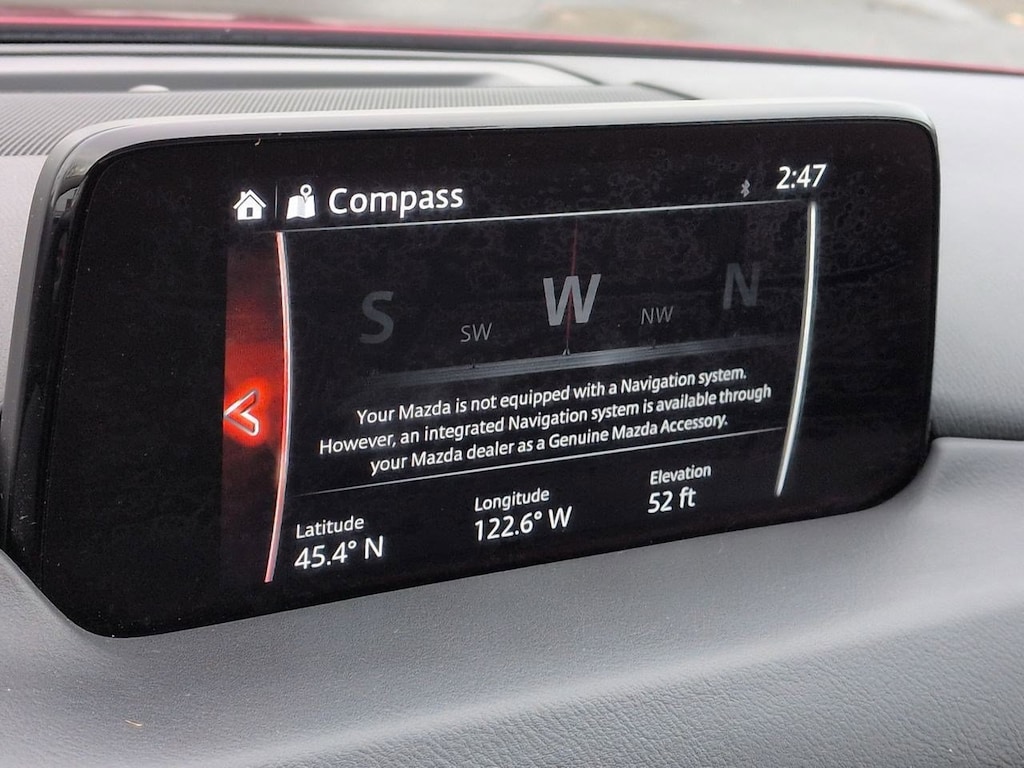 Compass
2:47
S SW W NW N
Your Mazda is not equipped with a Navigation system.
However, an integrated Navigation system is available through
your Mazda dealer as a Genuine Mazda Accessory.
Latitude Longitude Elevation
45.4° N 122.6° W 52 ft